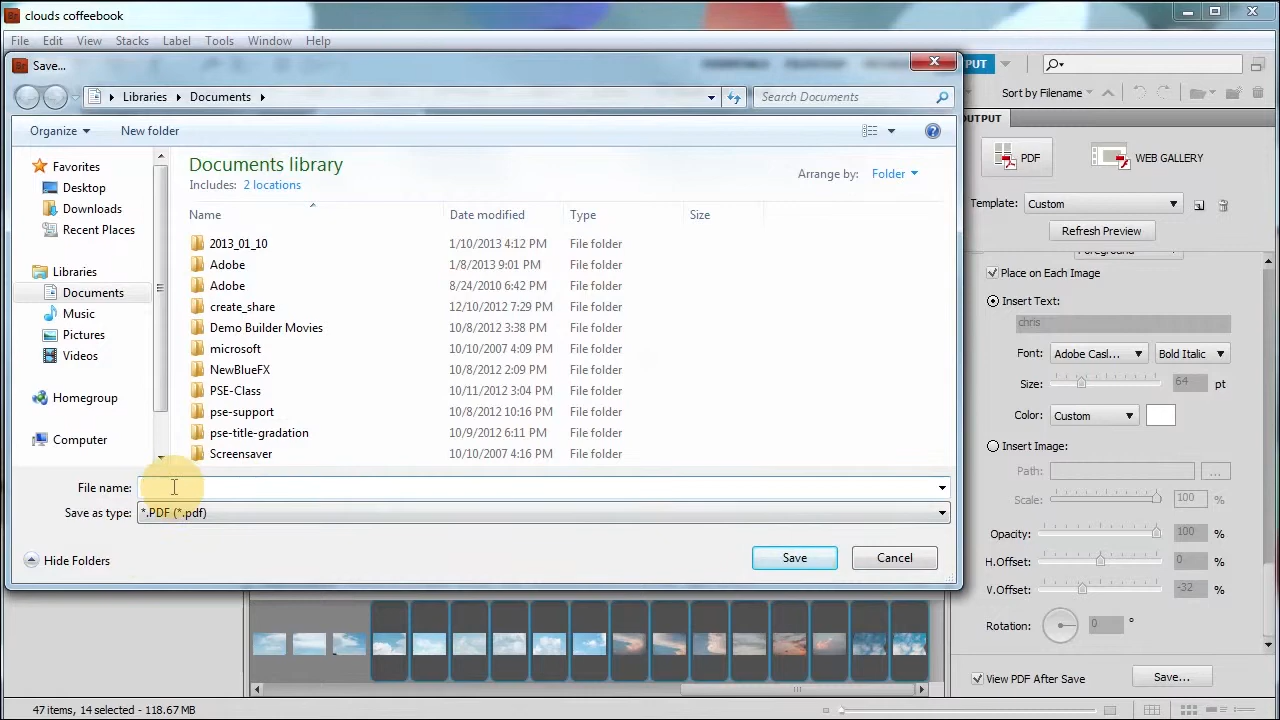 Br clouds coffeebook
File Edit View Stacks Label Tools Window Help
Br Save...
PUT
Libraries Documents
Search Documents
Sort by Filename
Organize New folder
OUTPUT
Favorites
Desktop
Downloads
Recent Places
Libraries
Documents
Music
Pictures
Videos
Homegroup
Computer
Documents library
Includes: 2 locations
Arrange by: Folder
Name Date modified Type Size
2013_01_10 1/10/2013 4:12 PM File folder
Adobe 1/8/2013 9:01 PM File folder
Adobe 8/24/2010 6:42 PM File folder
create_share 12/10/2012 7:29 PM File folder
Demo Builder Movies 10/8/2012 3:38 PM File folder
microsoft 10/10/2007 4:09 PM File folder
NewBlueFX 10/8/2012 2:09 PM File folder
PSE-Class 10/11/2012 3:04 PM File folder
pse-support 10/8/2012 10:16 PM File folder
pse-title-gradation 10/9/2012 6:11 PM File folder
Screensaver 10/10/2007 4:16 PM File folder
File name:
Save as type: *.PDF (*.pdf)
Hide Folders Save Cancel
PDF WEB GALLERY
Template: Custom
Refresh Preview
Foreground
Place on Each Image
Insert Text:
chris
Font: Adobe Casl... Bold Italic
Size: 64 pt
Color: Custom
Insert Image:
Path: ...
Scale: 100 %
Opacity: 100 %
H.Offset: 0 %
V.Offset: -32 %
Rotation: 0 °
View PDF After Save Save...
47 items, 14 selected - 118.67 MB